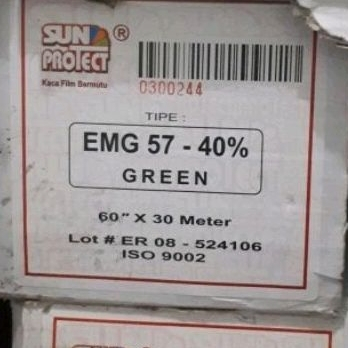 SUN
PROTECT ®
Kaca Film Bermutu
0300244
TIPE :
EMG 57 - 40%
GREEN
60" X 30 Meter
Lot # ER 08 - 524106
ISO 9002
SUN